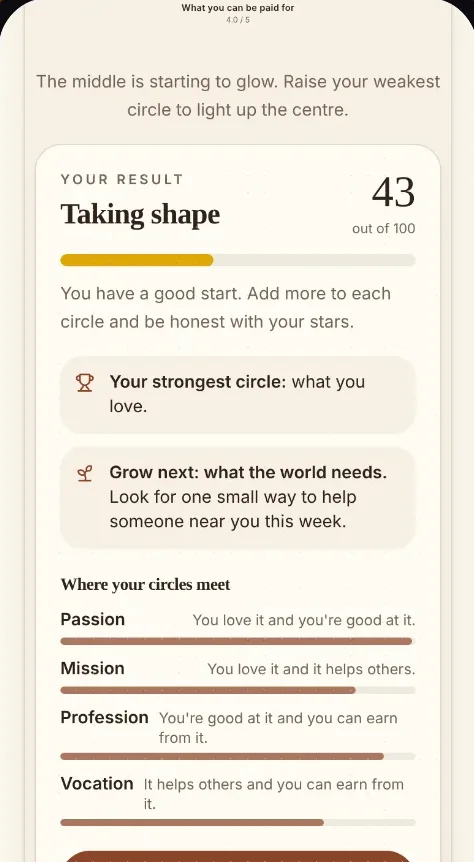 What you can be paid for
4.0 / 5
The middle is starting to glow. Raise your weakest
circle to light up the centre.
YOUR RESULT
Taking shape
43
out of 100
You have a good start. Add more to each
circle and be honest with your stars.
Your strongest circle: what you
love.
Grow next: what the world needs.
Look for one small way to help
someone near you this week.
Where your circles meet
Passion You love it and you're good at it.
Mission You love it and it helps others.
Profession You're good at it and you can earn
from it.
Vocation It helps others and you can earn from
it.